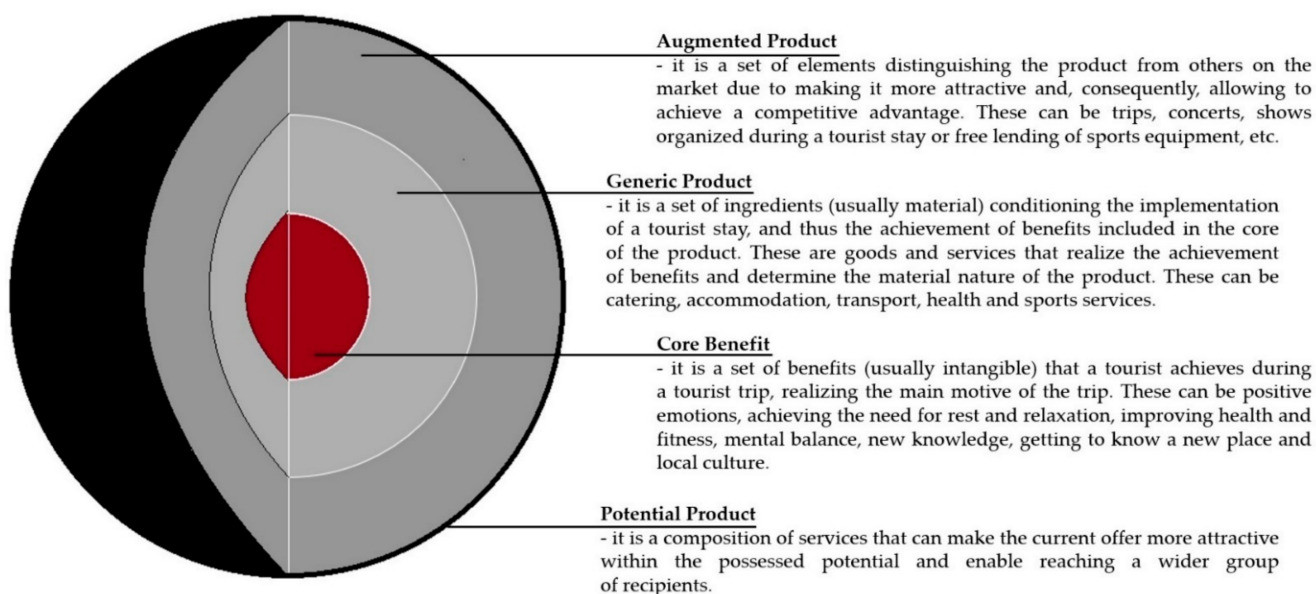 Augmented Product
- it is a set of elements distinguishing the product from others on the
market due to making it more attractive and, consequently, allowing to
achieve a competitive advantage. These can be trips, concerts, shows
organized during a tourist stay or free lending of sports equipment, etc.
Generic Product
- it is a set of ingredients (usually material) conditioning the implementation
of a tourist stay, and thus the achievement of benefits included in the core
of the product. These are goods and services that realize the achievement
of benefits and determine the material nature of the product. These can be
catering, accommodation, transport, health and sports services.
Core Benefit
- it is a set of benefits (usually intangible) that a tourist achieves during
a tourist trip, realizing the main motive of the trip. These can be positive
emotions, achieving the need for rest and relaxation, improving health and
fitness, mental balance, new knowledge, getting to know a new place and
local culture.
Potential Product
- it is a composition of services that can make the current offer more attractive
within the possessed potential and enable reaching a wider group
of recipients.